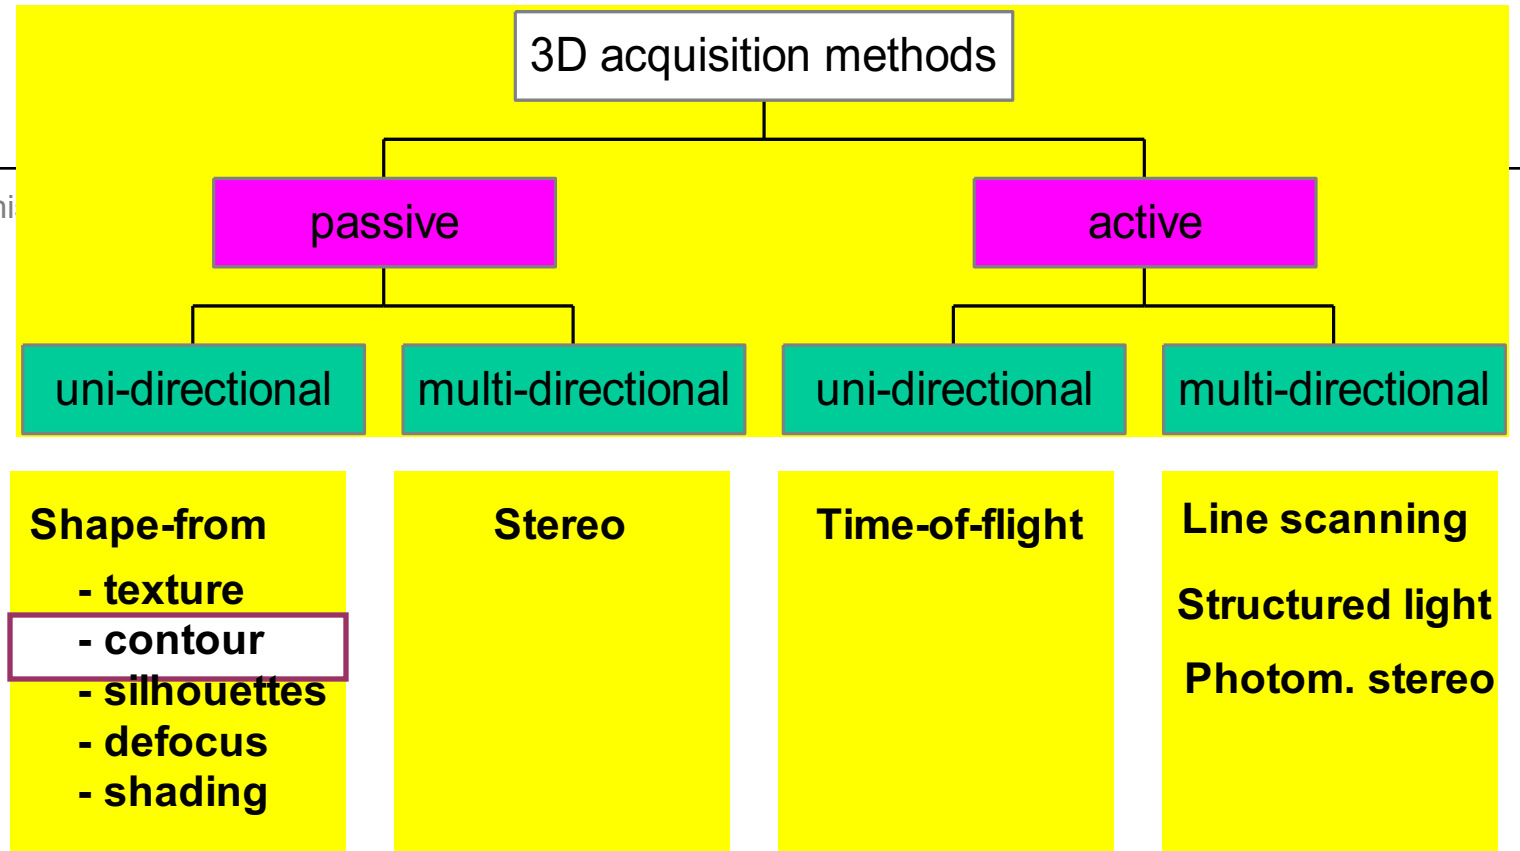 3D acquisition methods
passive
active
uni-directional
multi-directional
uni-directional
multi-directional
Shape-from
- texture
- contour
- silhouettes
- defocus
- shading
Stereo
Time-of-flight
Line scanning
Structured light
Photom. stereo